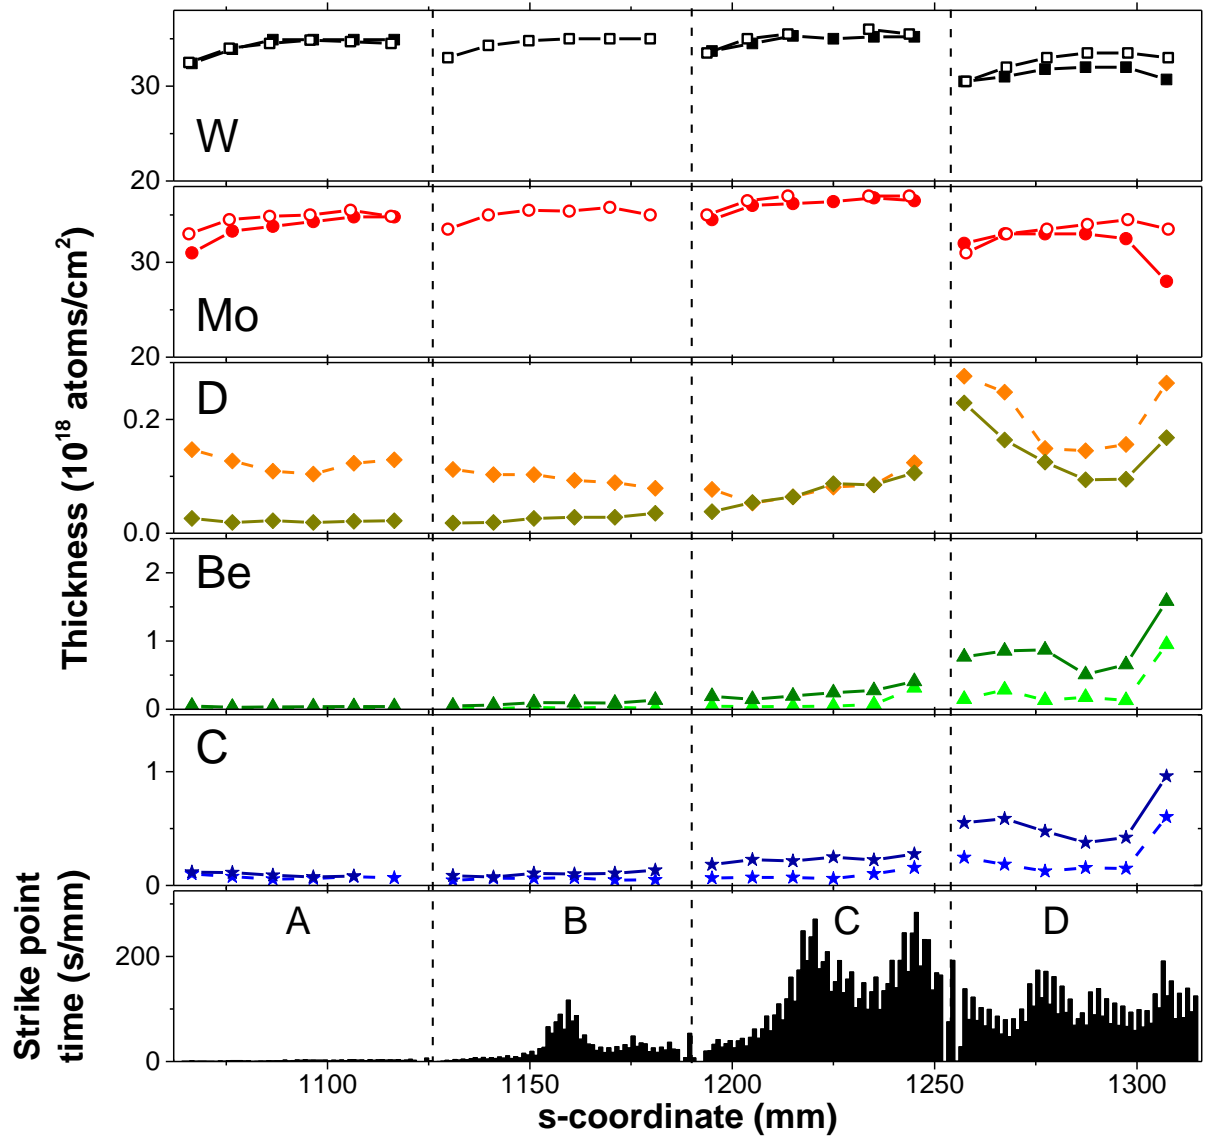 30
20
W
30
20
Mo
0.2
0.0
D
2
1
0
Be
1
0
C
Thickness (10^18 atoms/cm^2)
200
0
A B C D
Strike point
time (s/mm)
1100 1150 1200 1250 1300
s-coordinate (mm)